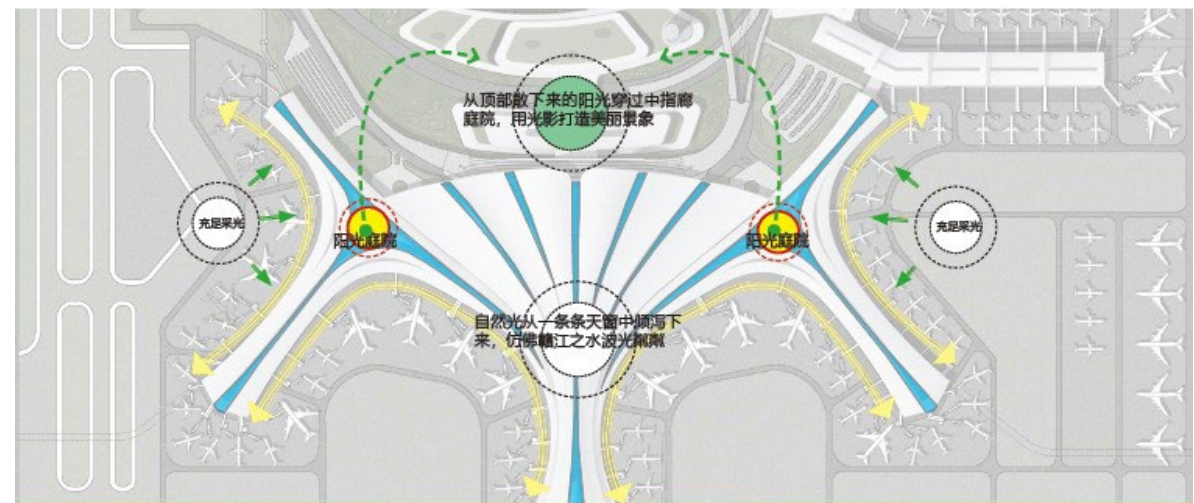 从顶部散下来的阳光穿过中指廊
庭院，用光影打造美丽景象
充足采光
充足采光
阳光庭院
阳光庭院
自然光从一条条天窗中倾泻下
来，仿佛赣江之水波光粼粼